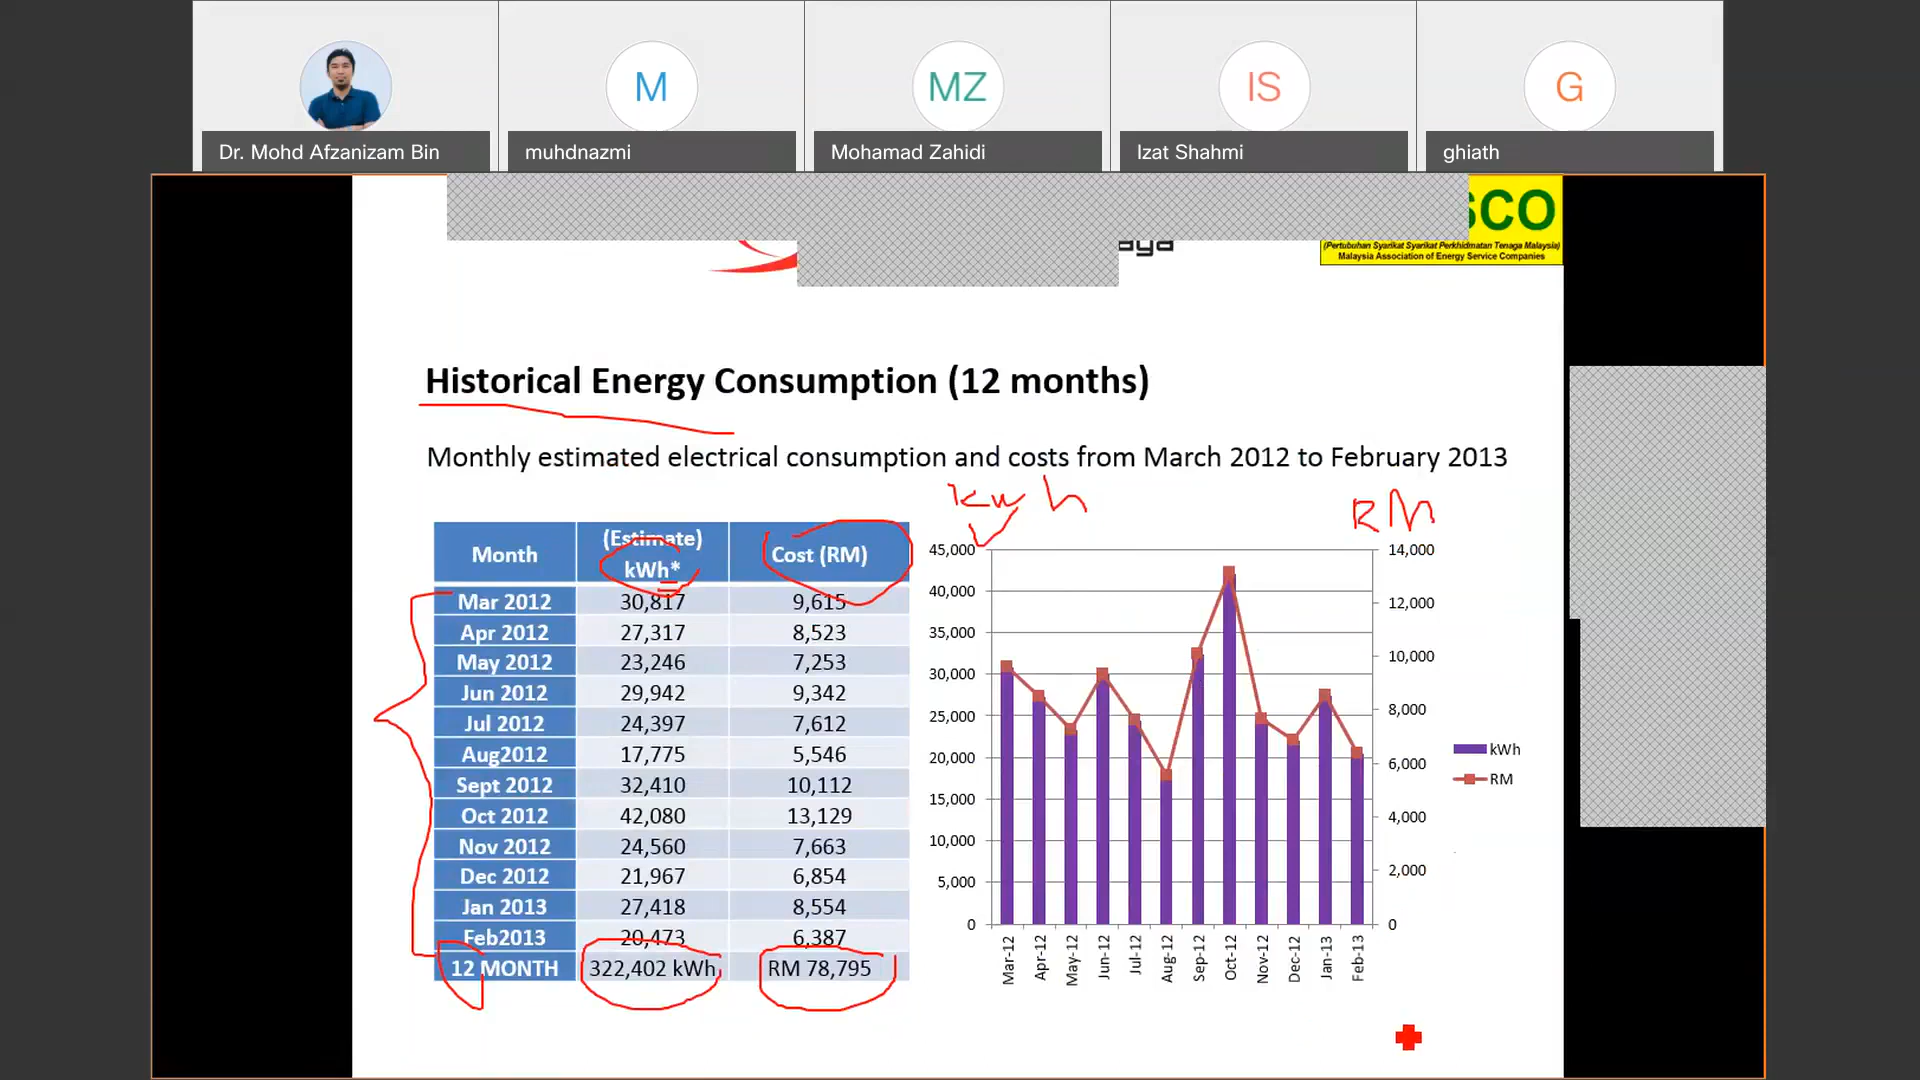 M MZ IS G
Dr. Mohd Afzanizam Bin muhdnazmi Mohamad Zahidi Izat Shahmi ghiath
SCO
aya
(Pertubuhan Syarikat Syarikat Perkhidmatan Tenaga Malaysia)
Malaysia Association of Energy Service Companies
Historical Energy Consumption (12 months)
Monthly estimated electrical consumption and costs from March 2012 to February 2013
kwh
RM
Month (Estimate) kWh* Cost (RM)
Mar 2012 30,817 9,615
Apr 2012 27,317 8,523
May 2012 23,246 7,253
Jun 2012 29,942 9,342
Jul 2012 24,397 7,612
Aug2012 17,775 5,546
Sept 2012 32,410 10,112
Oct 2012 42,080 13,129
Nov 2012 24,560 7,663
Dec 2012 21,967 6,854
Jan 2013 27,418 8,554
Feb2013 20,473 6,387
12 MONTH 322,402 kWh RM 78,795
45,000
40,000
35,000
30,000
25,000
20,000
15,000
10,000
5,000
0
14,000
12,000
10,000
8,000
6,000
4,000
2,000
0
Mar-12
Apr-12
May-12
Jun-12
Jul-12
Aug-12
Sep-12
Oct-12
Nov-12
Dec-12
Jan-13
Feb-13
kWh
RM